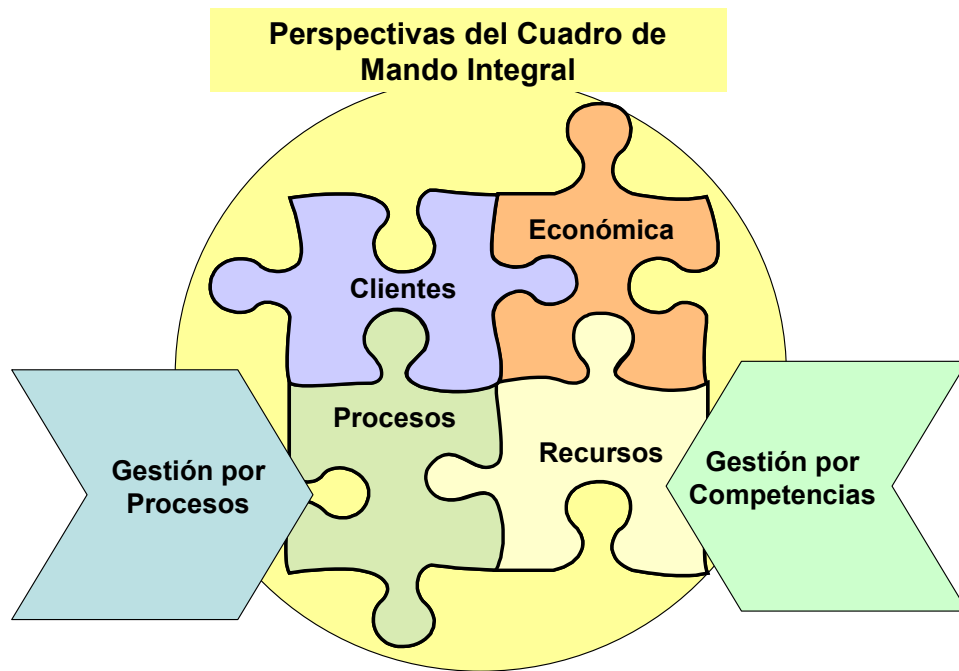 Perspectivas del Cuadro de
Mando Integral
Económica
Clientes
Procesos
Recursos
Gestión por
Procesos
Gestión por
Competencias